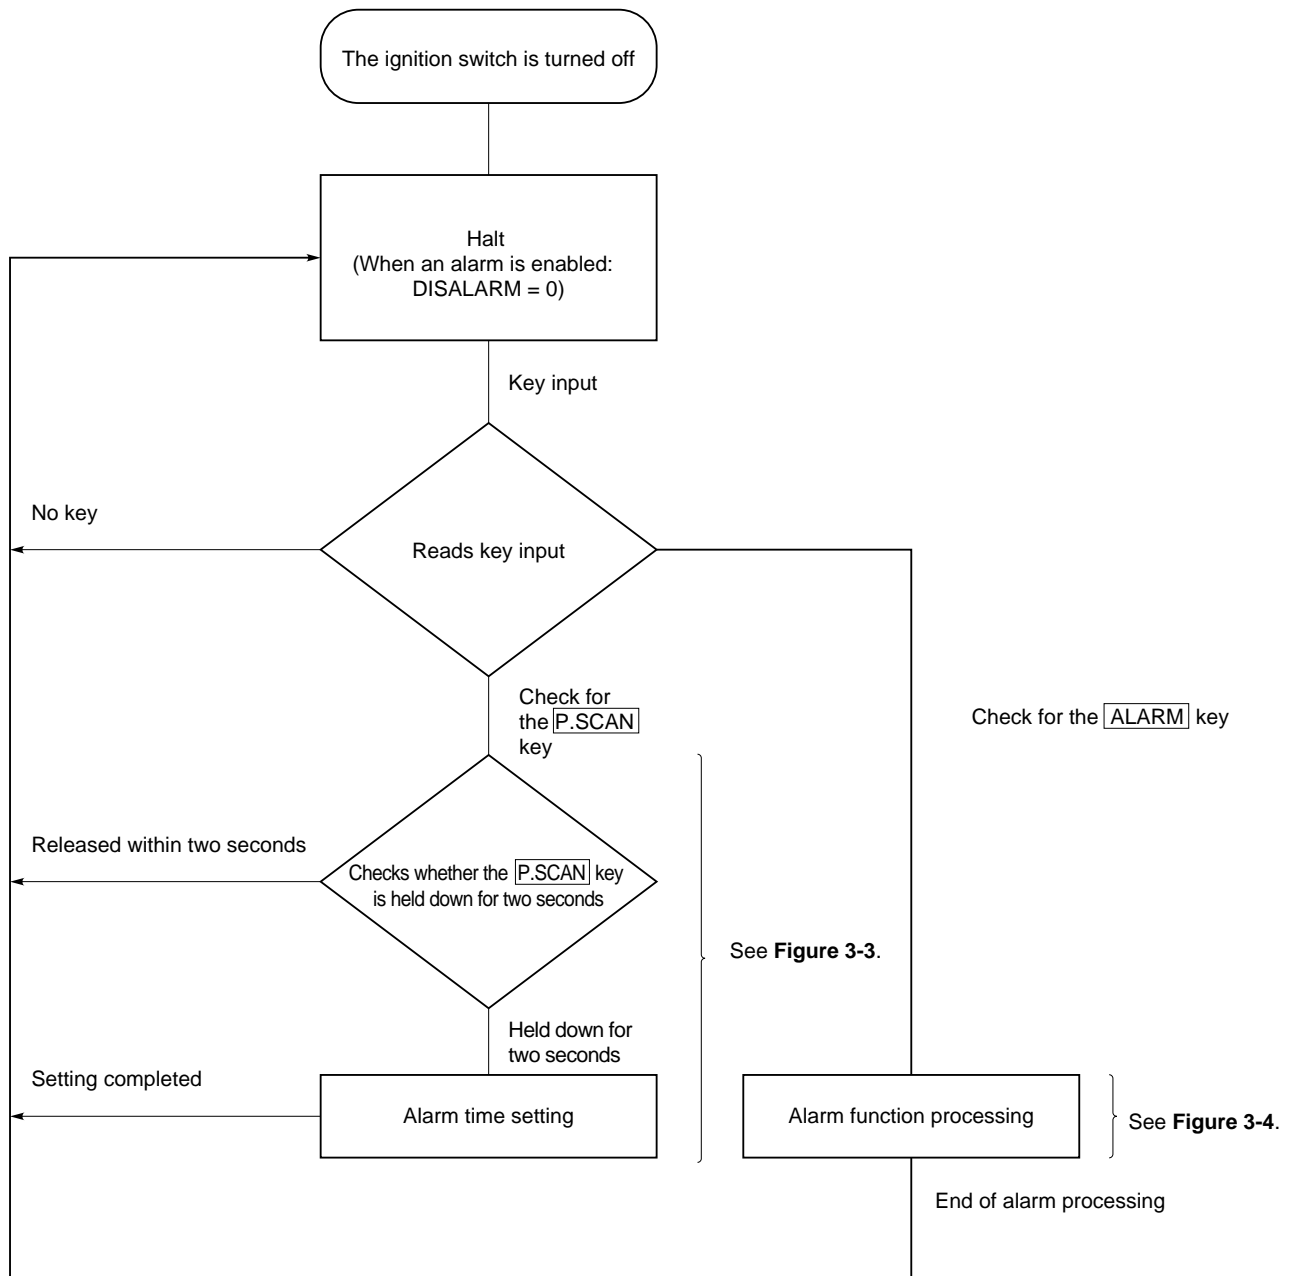 The ignition switch is turned off
Halt
(When an alarm is enabled:
DISALARM = 0)
Key input
No key
Reads key input
Check for
the P.SCAN
key
Check for the ALARM key
Released within two seconds
Checks whether the P.SCAN key
is held down for two seconds
See Figure 3-3.
Held down for
two seconds
Setting completed
Alarm time setting
Alarm function processing
See Figure 3-4.
End of alarm processing